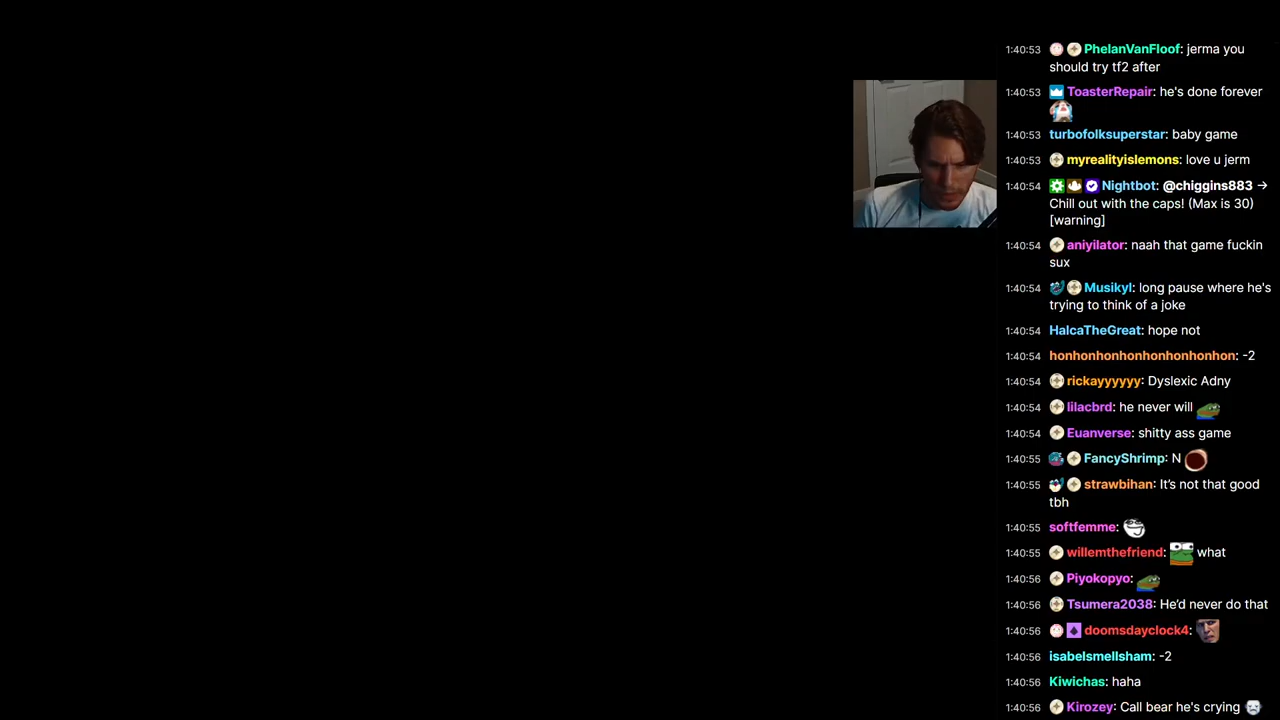 1:40:53 PhelanVanFloof: jerma you
should try tf2 after
1:40:53 ToasterRepair: he's done forever
1:40:53 turbofolksuperstar: baby game
1:40:53 myrealityislemons: love u jerm
1:40:54 Nightbot: @chiggins883 →
Chill out with the caps! (Max is 30)
[warning]
1:40:54 aniyilator: naah that game fuckin
sux
1:40:54 Musikyl: long pause where he's
trying to think of a joke
1:40:54 HalcaTheGreat: hope not
1:40:54 honhonhonhonhonhonhonhon: -2
1:40:54 rickayyyyyy: Dyslexic Adny
1:40:54 lilacbrd: he never will
1:40:54 Euanverse: shitty ass game
1:40:55 FancyShrimp: N
1:40:55 strawbihan: It’s not that good
tbh
1:40:55 softfemme:
1:40:55 willemthefriend: what
1:40:56 Piyokopyo:
1:40:56 Tsumera2038: He’d never do that
1:40:56 doomsdayclock4:
1:40:56 isabelsmellsham: -2
1:40:56 Kiwichas: haha
1:40:56 Kirozey: Call bear he's crying